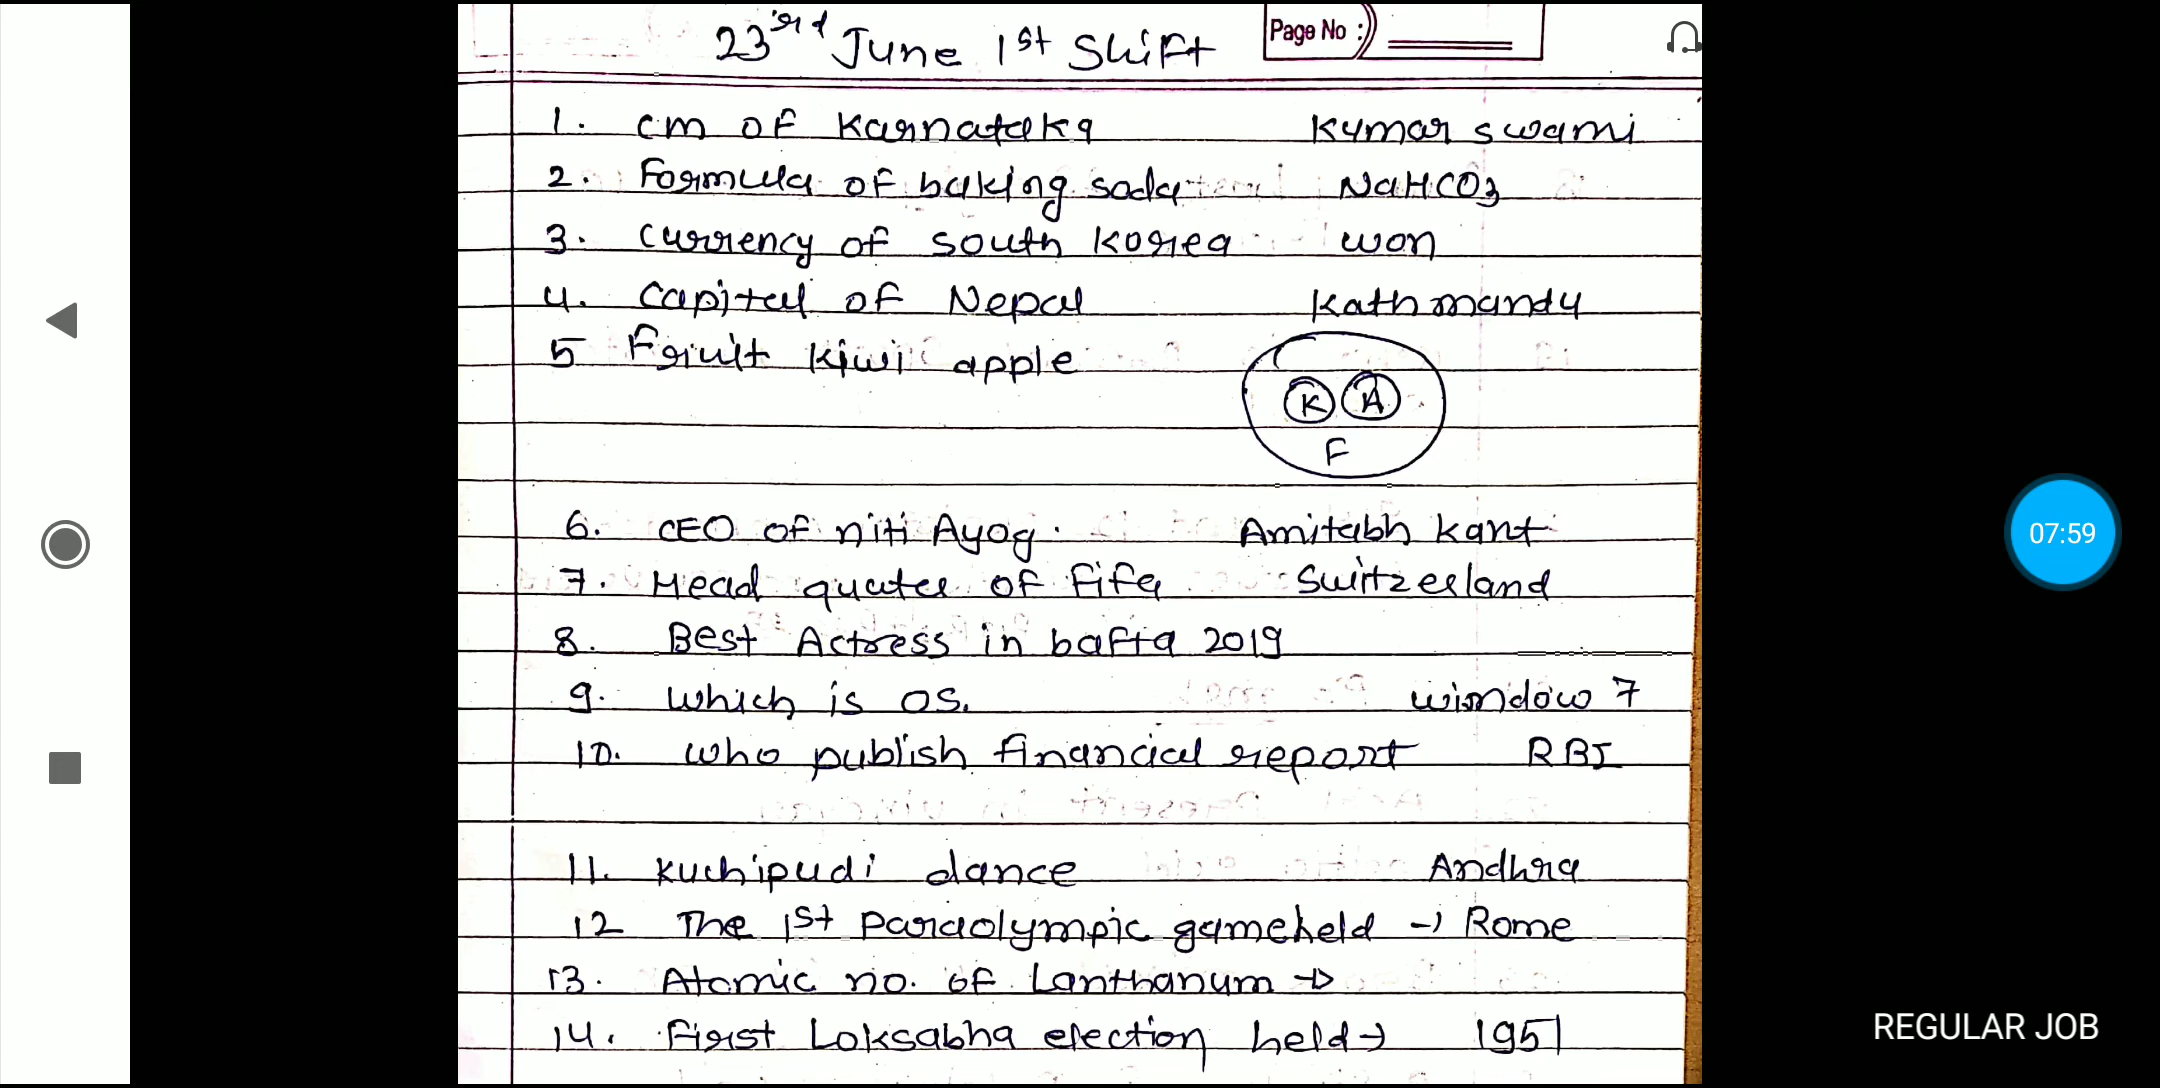 23rd June 1st Shift
Page No :
1. cm of Karnataka Kumar swami
2. Formula of baking soda NaHCO3
3. currency of south korea won
4. capital of Nepal Kathmandu
5 Fruit kiwi apple
K A
F
6. CEO of niti Ayog. Amitabh kant
07:59
7. Head quater of fifa Switzerland
8. Best Actress in bafta 2019
9. which is OS. window 7
10. who publish financial report RBI
11. Kuchipudi dance Andhra
12 The 1st paraolympic game held → Rome
13. Atomic no. of Lanthanum →
14. First Loksabha election held → 1951
REGULAR JOB